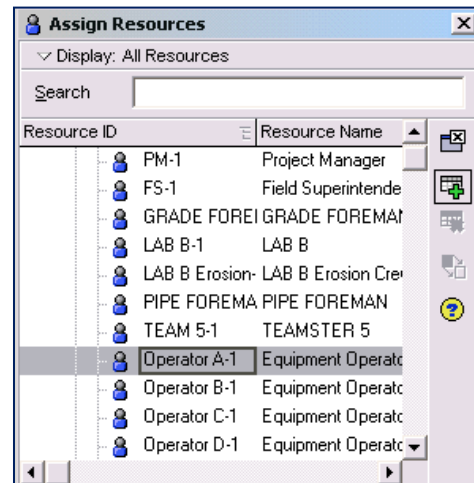 Assign Resources
Display: All Resources
Search
Resource ID Resource Name
PM-1 Project Manager
FS-1 Field Superintende
GRADE FOREI GRADE FOREMAN
LAB B-1 LAB B
LAB B Erosion- LAB B Erosion Cre
PIPE FOREMA PIPE FOREMAN
TEAM 5-1 TEAMSTER 5
Operator A-1 Equipment Operato
Operator B-1 Equipment Operato
Operator C-1 Equipment Operato
Operator D-1 Equipment Operato